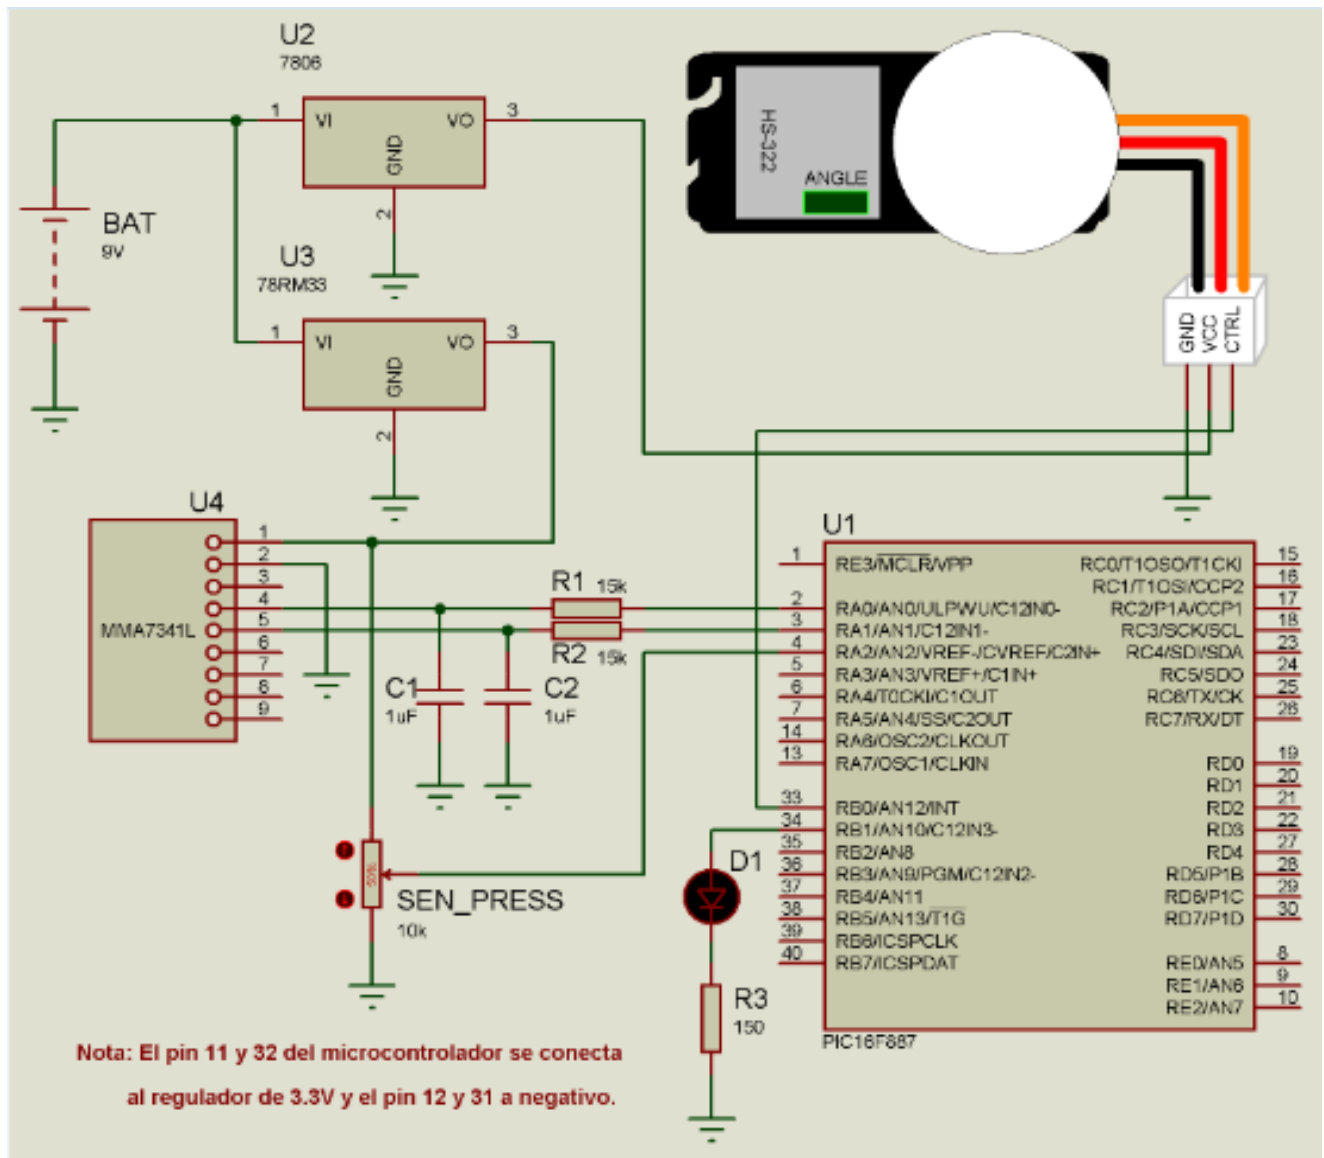 U2
7806
1 VI VO 3
GND
2
BAT
9V
U3
78RM33
1 VI VO 3
GND
2
HS-322
ANGLE
GND
VCC
CTRL
U4
MMA7341L
1
2
3
4
5
6
7
8
9
R1 15k
R2 15k
C1
1uF
C2
1uF
SEN_PRESS
10k
50%
D1
R3
150
U1
1 RE3/MCLR/VPP
2 RA0/AN0/ULPWU/C12IN0-
3 RA1/AN1/C12IN1-
4 RA2/AN2/VREF-/CVREF/C2IN+
5 RA3/AN3/VREF+/C1IN+
6 RA4/T0CKI/C1OUT
7 RA5/AN4/SS/C2OUT
14 RA6/OSC2/CLKOUT
13 RA7/OSC1/CLKIN
33 RB0/AN12/INT
34 RB1/AN10/C12IN3-
35 RB2/AN8
36 RB3/AN9/PGM/C12IN2-
37 RB4/AN11
38 RB5/AN13/T1G
39 RB6/ICSPCLK
40 RB7/ICSPDAT
RC0/T1OSO/T1CKI 15
RC1/T1OSI/CCP2 16
RC2/P1A/CCP1 17
RC3/SCK/SCL 18
RC4/SDI/SDA 23
RC5/SDO 24
RC6/TX/CK 25
RC7/RX/DT 26
RD0 19
RD1 20
RD2 21
RD3 22
RD4 27
RD5/P1B 28
RD6/P1C 29
RD7/P1D 30
RE0/AN5 8
RE1/AN6 9
RE2/AN7 10
PIC16F887
Nota: El pin 11 y 32 del microcontrolador se conecta
al regulador de 3.3V y el pin 12 y 31 a negativo.